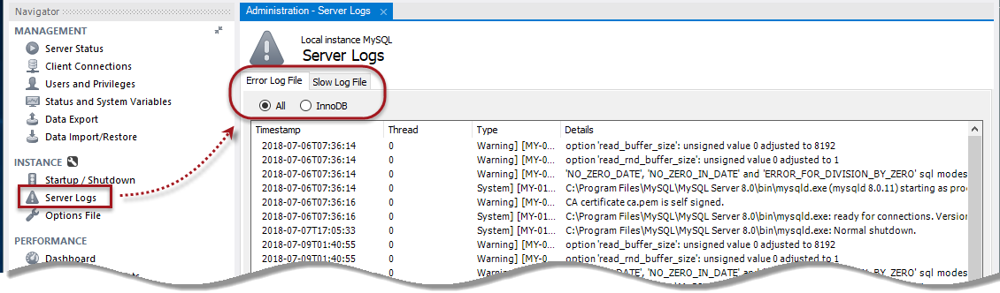 Navigator
MANAGEMENT
Server Status
Client Connections
Users and Privileges
Status and System Variables
Data Export
Data Import/Restore
INSTANCE
Startup / Shutdown
Server Logs
Options File
PERFORMANCE
Dashboard
Administration - Server Logs ×
Local instance MySQL
Server Logs
Error Log File Slow Log File
All InnoDB
Timestamp Thread Type Details
2018-07-06T07:36:14 0 Warning] [MY-0... option 'read_buffer_size': unsigned value 0 adjusted to 8192
2018-07-06T07:36:14 0 Warning] [MY-0... option 'read_rnd_buffer_size': unsigned value 0 adjusted to 1
2018-07-06T07:36:14 0 Warning] [MY-0... 'NO_ZERO_DATE', 'NO_ZERO_IN_DATE' and 'ERROR_FOR_DIVISION_BY_ZERO' sql modes
2018-07-06T07:36:14 0 System] [MY-01... C:\Program Files\MySQL\MySQL Server 8.0\bin\mysqld.exe (mysqld 8.0.11) starting as proc
2018-07-06T07:36:16 0 Warning] [MY-0... CA certificate ca.pem is self signed.
2018-07-06T07:36:16 0 System] [MY-01... C:\Program Files\MySQL\MySQL Server 8.0\bin\mysqld.exe: ready for connections. Version
2018-07-07T17:05:33 0 System] [MY-01... C:\Program Files\MySQL\MySQL Server 8.0\bin\mysqld.exe: Normal shutdown.
2018-07-09T01:40:55 0 Warning] [MY-0... option 'read_buffer_size': unsigned value 0 adjusted to 8192
2018-07-09T01:40:55 0 Warning] [MY-0... option 'read_rnd_buffer_size': unsigned value 0 adjusted to 1
Warning] [MY-0... 'NO_ZERO_DATE', 'NO_ZERO_IN_DATE' and